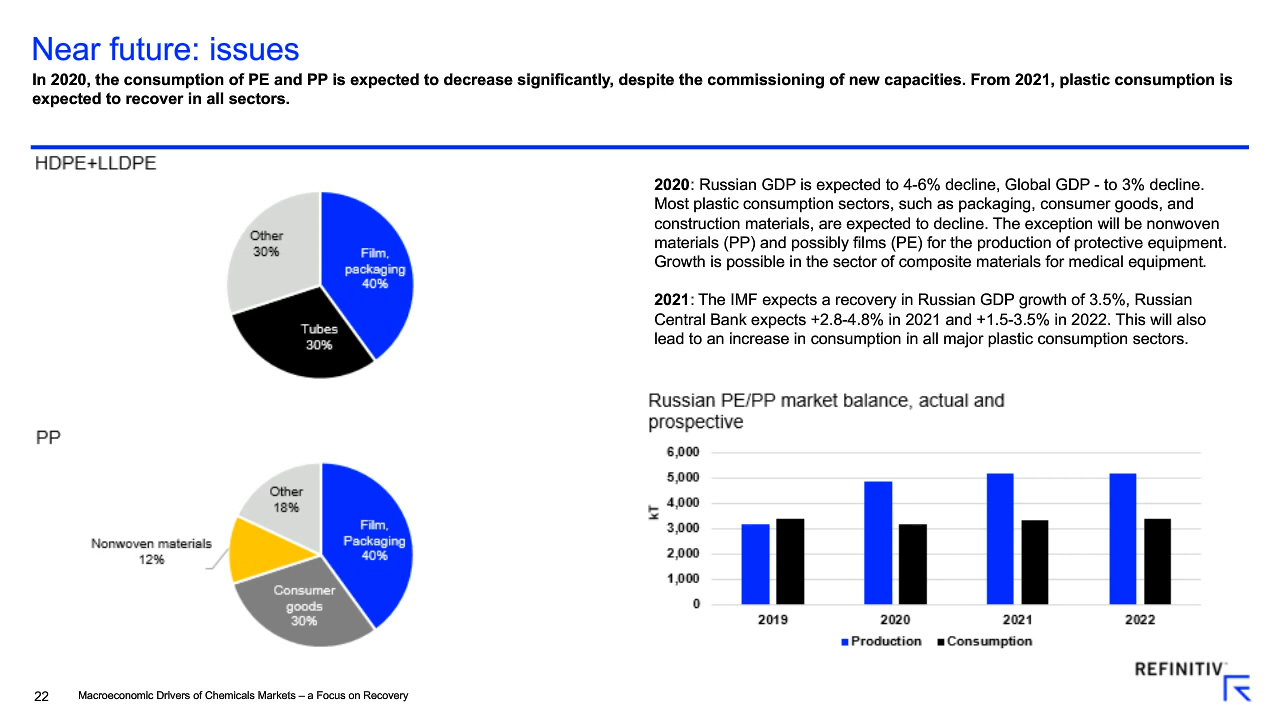 Near future: issues
In 2020, the consumption of PE and PP is expected to decrease significantly, despite the commissioning of new capacities. From 2021, plastic consumption is
expected to recover in all sectors.
HDPE+LLDPE
Other
30%
Film,
packaging
40%
Tubes
30%
PP
Other
18%
Film,
Packaging
40%
Nonwoven materials
12%
Consumer
goods
30%
2020: Russian GDP is expected to 4-6% decline, Global GDP - to 3% decline.
Most plastic consumption sectors, such as packaging, consumer goods, and
construction materials, are expected to decline. The exception will be nonwoven
materials (PP) and possibly films (PE) for the production of protective equipment.
Growth is possible in the sector of composite materials for medical equipment.
2021: The IMF expects a recovery in Russian GDP growth of 3.5%, Russian
Central Bank expects +2.8-4.8% in 2021 and +1.5-3.5% in 2022. This will also
lead to an increase in consumption in all major plastic consumption sectors.
Russian PE/PP market balance, actual and
prospective
6,000
5,000
4,000
3,000
2,000
1,000
0
kT
2019 2020 2021 2022
Production Consumption
REFINITIV
22 Macroeconomic Drivers of Chemicals Markets – a Focus on Recovery